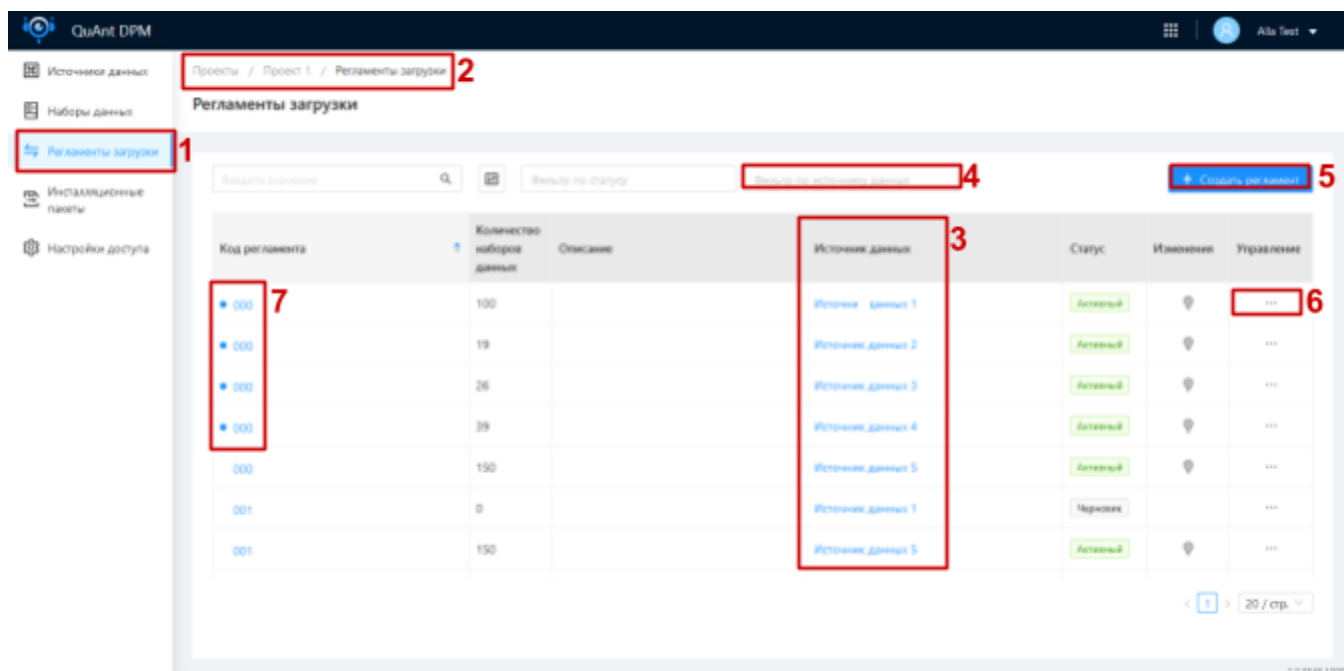 QuAnt DPM
Alla Test
Источники данных
Проекты / Проект 1 / Регламенты загрузки
2
Наборы данных
Регламенты загрузки
Регламенты загрузки
1
Введите значение
Фильтр по статусу
Фильтр по источнику данных
4
+ Создать регламент
5
Инсталляционные
пакеты
Настройки доступа
Код регламента
Количество
наборов
данных
Описание
Источник данных
3
Статус
Изменения
Управление
000
7
100
Источни данных 1
Активный
...
6
000
19
Источник данных 2
Активный
...
000
26
Источник данных 3
Активный
...
000
39
Источник данных 4
Активный
...
000
150
Источник данных 5
Активный
...
001
0
Источник данных 1
Черновик
...
001
150
Источник данных 5
Активный
...
< 1 >
20 / стр.